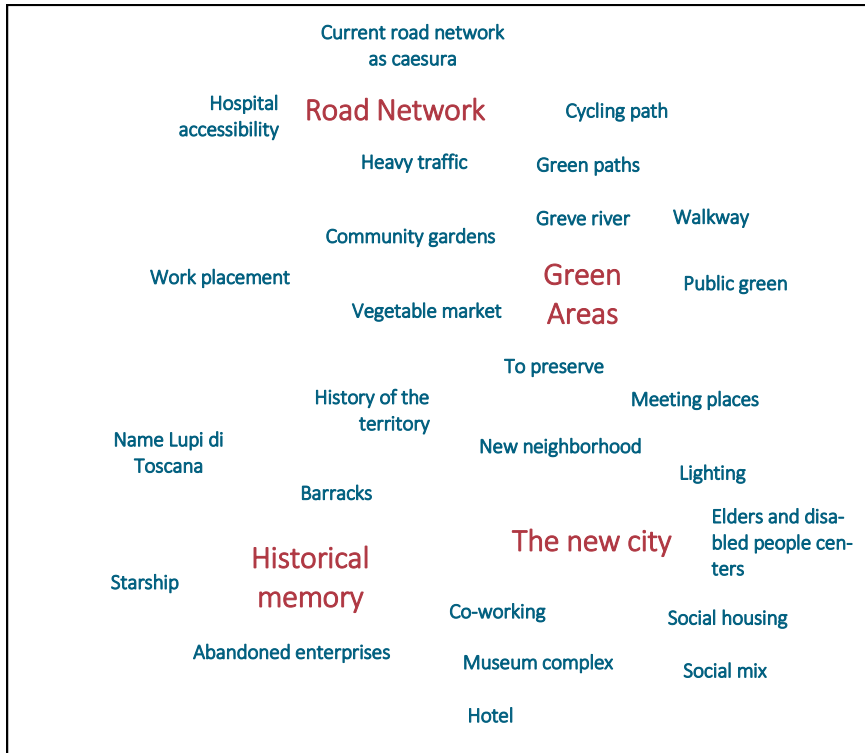 Current road network
as caesura
Hospital
accessibility
Road Network
Cycling path
Heavy traffic
Green paths
Greve river
Walkway
Community gardens
Work placement
Green
Areas
Public green
Vegetable market
To preserve
History of the
territory
Meeting places
Name Lupi di
Toscana
New neighborhood
Lighting
Barracks
Elders and disa-
bled people cen-
ters
The new city
Historical
memory
Starship
Co-working
Social housing
Abandoned enterprises
Museum complex
Social mix
Hotel